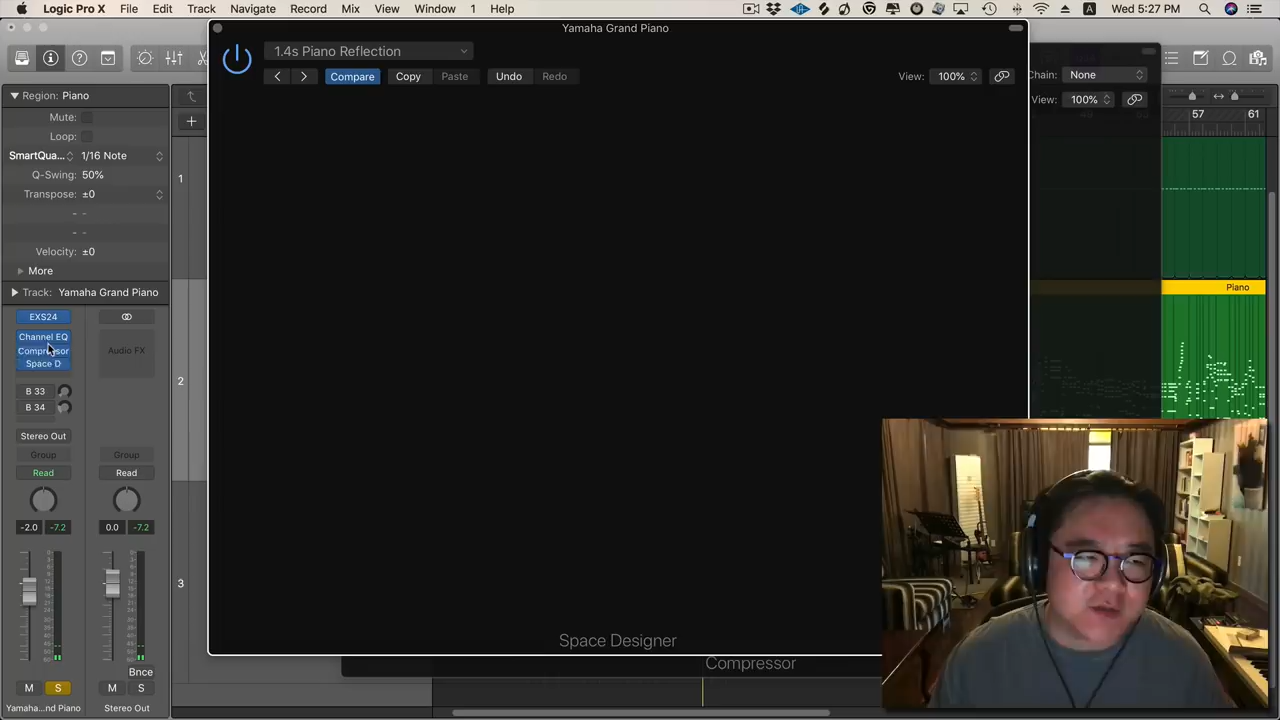 Logic Pro X File Edit Track Navigate Record Mix View Window 1 Help
A Wed 5:27 PM
Yamaha Grand Piano
1.4s Piano Reflection
Compare Copy Paste Undo Redo
View: 100%
Chain: None
View: 100%
57 61
Region: Piano
Mute:
Loop:
SmartQua... 1/16 Note
Q-Swing: 50%
Transpose: ±0
Velocity: ±0
More
Track: Yamaha Grand Piano
EXS24
Channel EQ
Compressor
Space D
Audio FX
B 33
B 34
Stereo Out
Group Group
Read Read
-2.0 -7.2 0.0 -7.2
Bnce
M S M S
Yamaha...nd Piano Stereo Out
1
2
3
Piano
Space Designer
Compressor